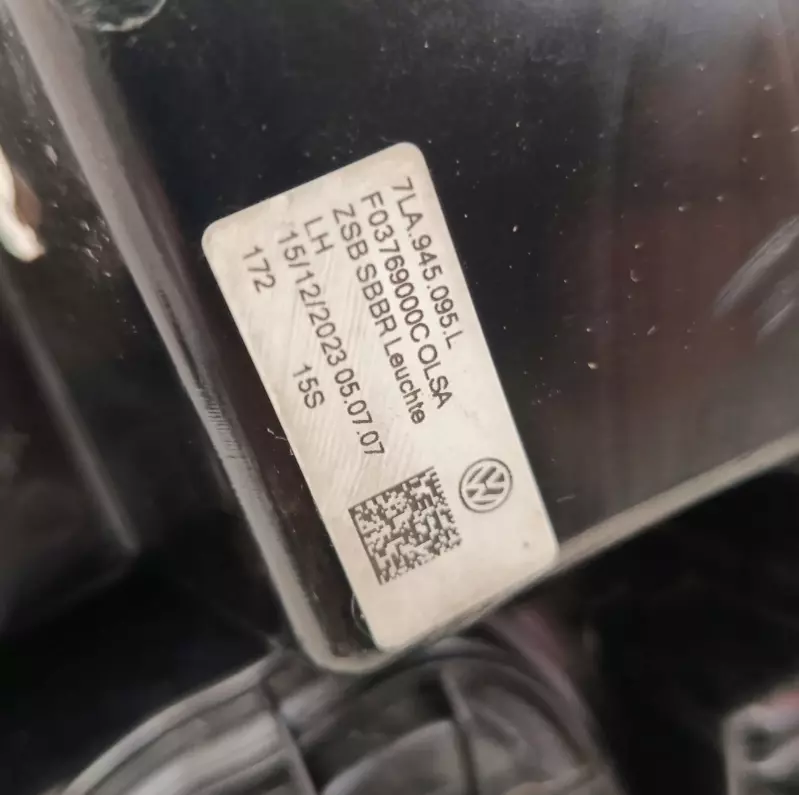 7LA.945.095.L
F03769000C OLSA
ZSB SBBR Leuchte
LH
15/12/2023 05.07.07
172 15S